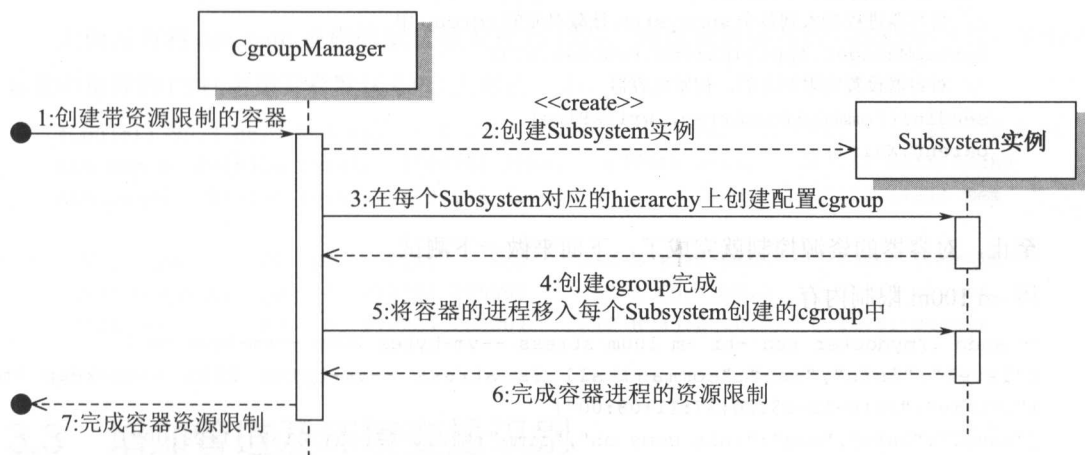 CgroupManager
1:创建带资源限制的容器
<<create>>
2:创建Subsystem实例
Subsystem实例
3:在每个Subsystem对应的hierarchy上创建配置cgroup
4:创建cgroup完成
5:将容器的进程移入每个Subsystem创建的cgroup中
6:完成容器进程的资源限制
7:完成容器资源限制